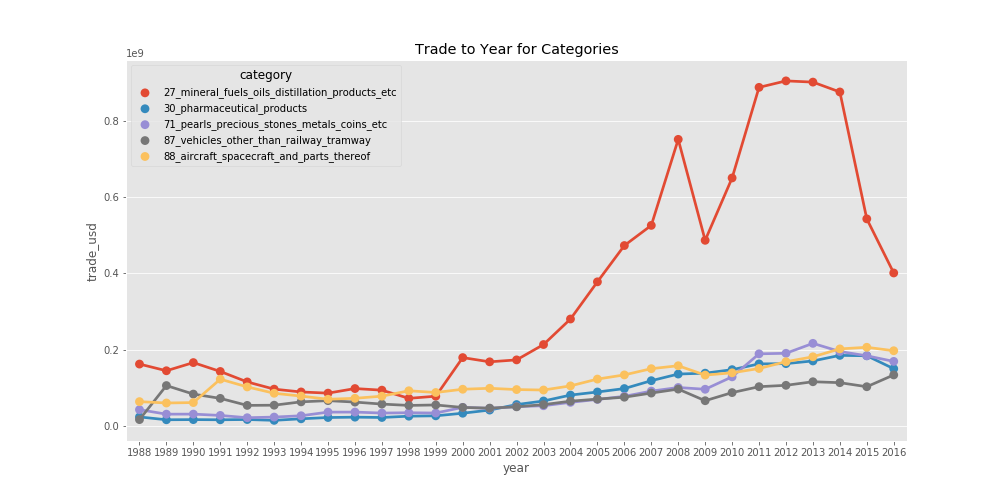 Trade to Year for Categories
1e9
category
27_mineral_fuels_oils_distillation_products_etc
30_pharmaceutical_products
71_pearls_precious_stones_metals_coins_etc
87_vehicles_other_than_railway_tramway
88_aircraft_spacecraft_and_parts_thereof
0.8
0.6
0.4
0.2
0.0
trade_usd
1988 1989 1990 1991 1992 1993 1994 1995 1996 1997 1998 1999 2000 2001 2002 2003 2004 2005 2006 2007 2008 2009 2010 2011 2012 2013 2014 2015 2016
year